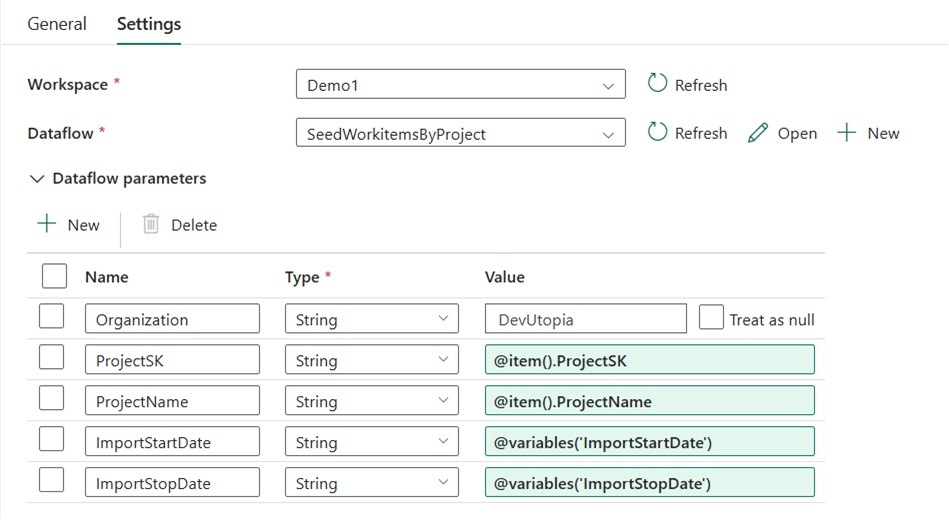 General Settings
Workspace * Demo1 Refresh
Dataflow * SeedWorkitemsByProject Refresh Open New
Dataflow parameters
New Delete
Name Type * Value
Organization String DevUtopia Treat as null
ProjectSK String @item().ProjectSK
ProjectName String @item().ProjectName
ImportStartDate String @variables('ImportStartDate')
ImportStopDate String @variables('ImportStopDate')